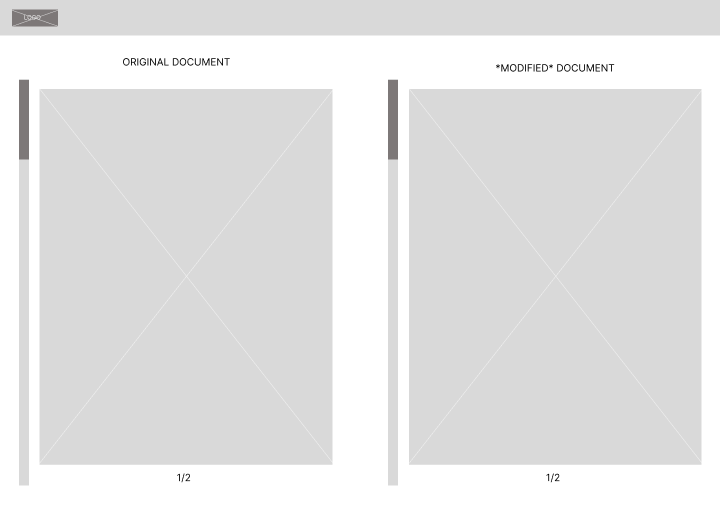 LOGO
ORIGINAL DOCUMENT
*MODIFIED* DOCUMENT
1/2
1/2